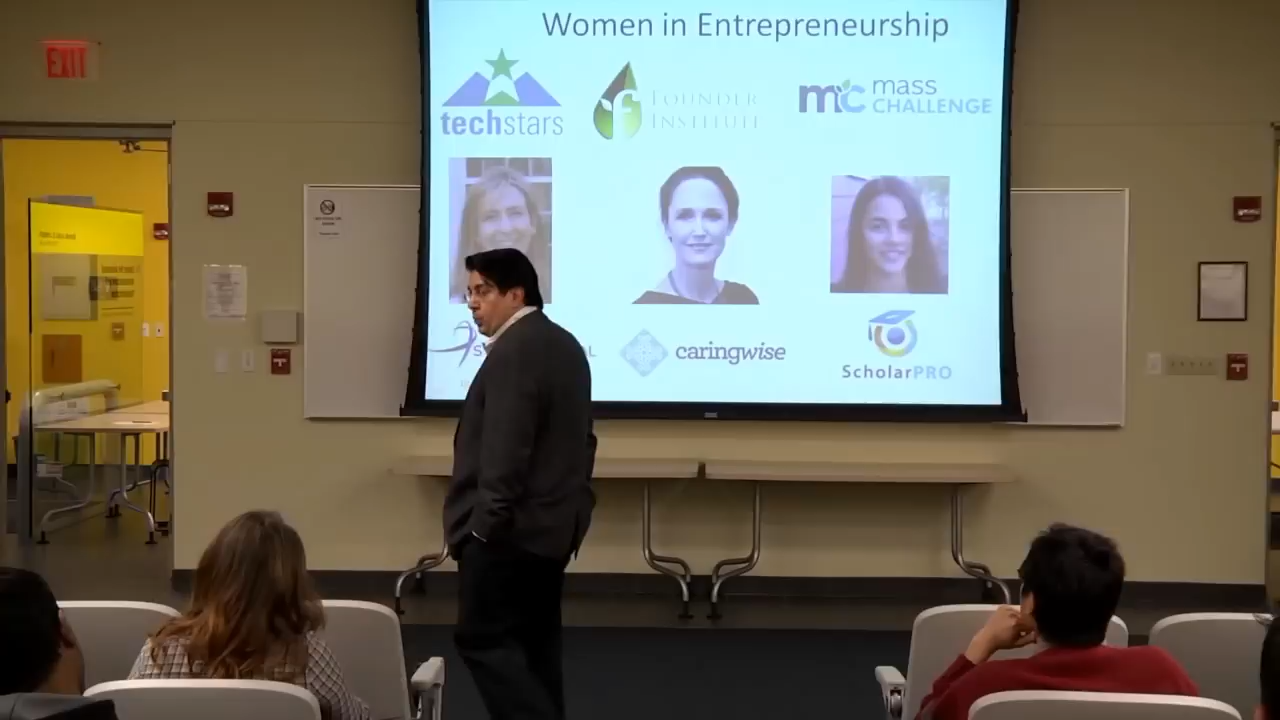 Women in Entrepreneurship
EXIT
techstars
FOUNDER
INSTITUTE
mc mass
CHALLENGE
caringwise
ScholarPRO